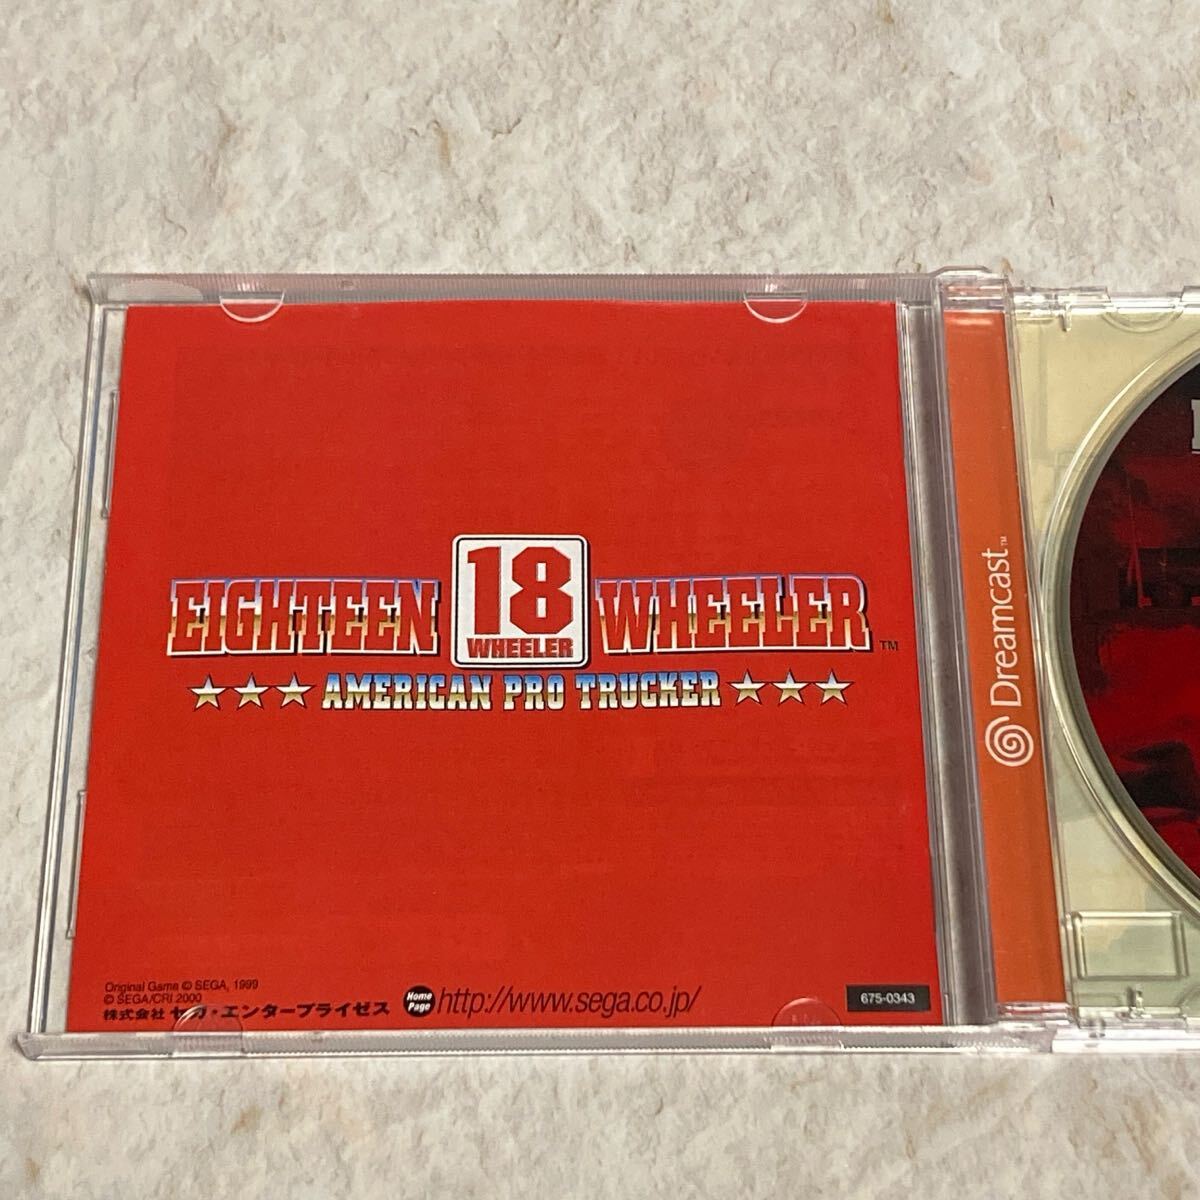 EIGHTEEN 18 WHEELER WHEELER ™
★★★ AMERICAN PRO TRUCKER ★★★
Dreamcast™
Original Game © SEGA, 1999
© SEGA/CRI 2000
株式会社 セガ・エンタープライゼス
Home Page http://www.sega.co.jp/
675-0343